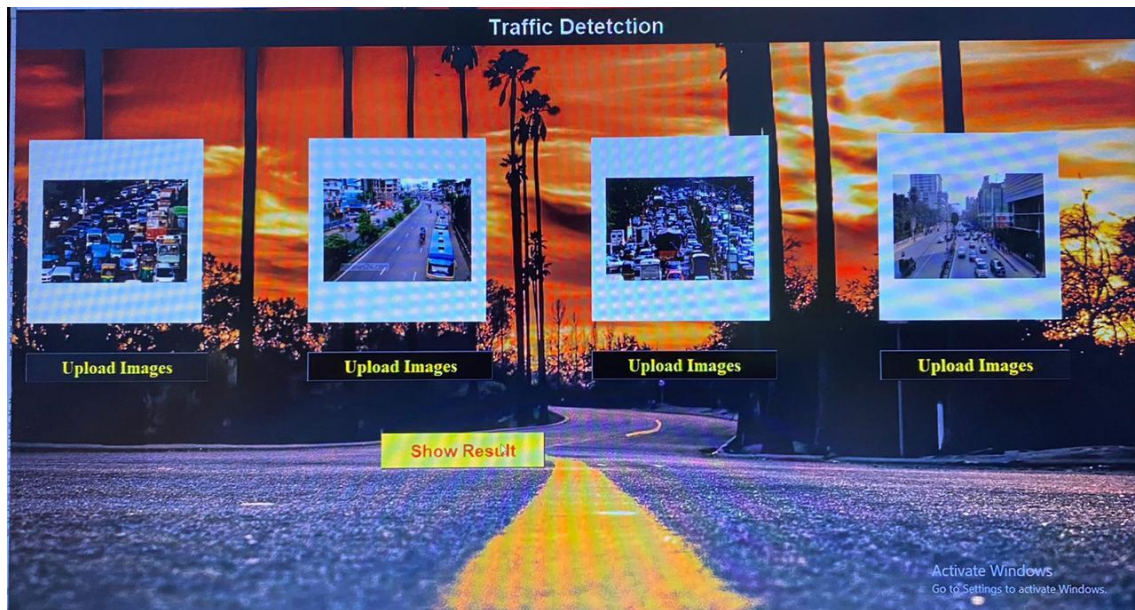 Traffic Detetction
Upload Images
Upload Images
Upload Images
Upload Images
Show Result
Activate Windows
Go to Settings to activate Windows.